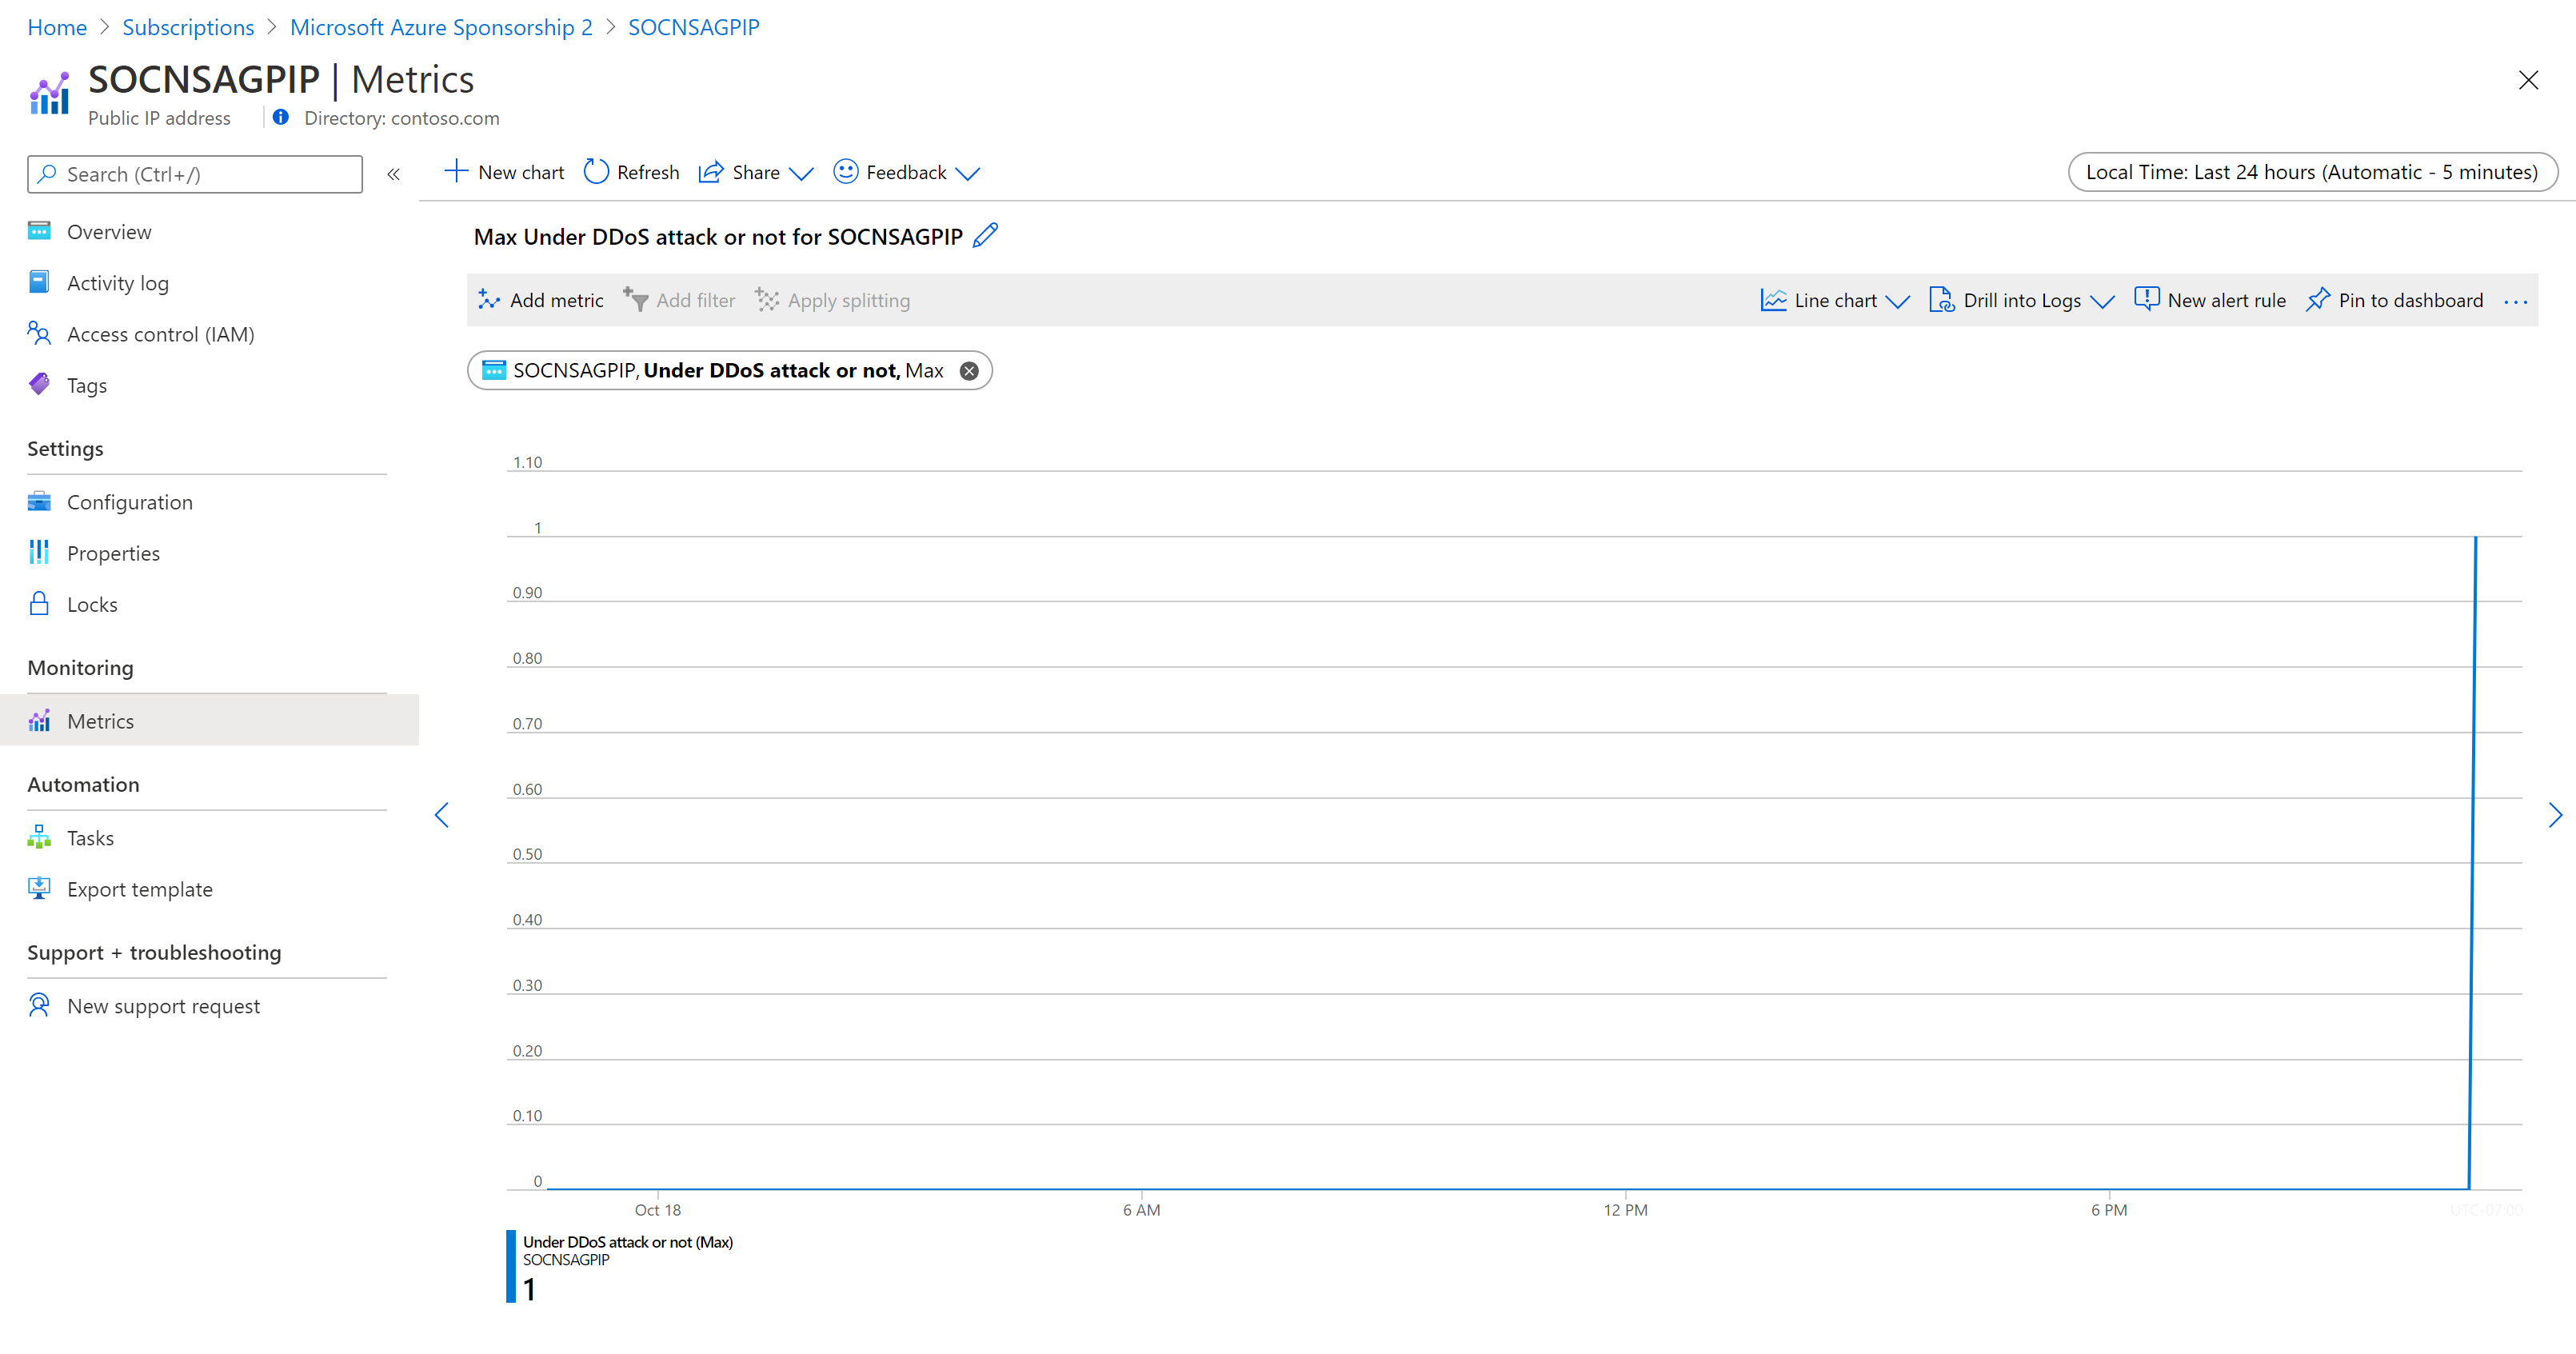 Home > Subscriptions > Microsoft Azure Sponsorship 2 > SOCNSAGPIP
SOCNSAGPIP | Metrics
Public IP address
Directory: contoso.com
Search (Ctrl+/)
«
Overview
Activity log
Access control (IAM)
Tags
Settings
Configuration
Properties
Locks
Monitoring
Metrics
Automation
Tasks
Export template
Support + troubleshooting
New support request
New chart Refresh Share Feedback
Local Time: Last 24 hours (Automatic - 5 minutes)
Max Under DDoS attack or not for SOCNSAGPIP
Add metric Add filter Apply splitting
Line chart Drill into Logs New alert rule Pin to dashboard ...
SOCNSAGPIP, Under DDoS attack or not, Max
1.10
1
0.90
0.80
0.70
0.60
0.50
0.40
0.30
0.20
0.10
0
Oct 18 6 AM 12 PM 6 PM UTC-07:00
Under DDoS attack or not (Max)
SOCNSAGPIP
1